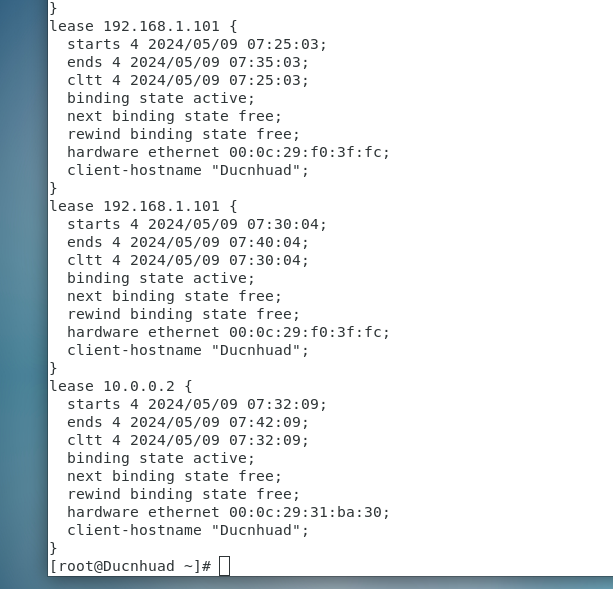 }
lease 192.168.1.101 {
  starts 4 2024/05/09 07:25:03;
  ends 4 2024/05/09 07:35:03;
  cltt 4 2024/05/09 07:25:03;
  binding state active;
  next binding state free;
  rewind binding state free;
  hardware ethernet 00:0c:29:f0:3f:fc;
  client-hostname "Ducnhuad";
}
lease 192.168.1.101 {
  starts 4 2024/05/09 07:30:04;
  ends 4 2024/05/09 07:40:04;
  cltt 4 2024/05/09 07:30:04;
  binding state active;
  next binding state free;
  rewind binding state free;
  hardware ethernet 00:0c:29:f0:3f:fc;
  client-hostname "Ducnhuad";
}
lease 10.0.0.2 {
  starts 4 2024/05/09 07:32:09;
  ends 4 2024/05/09 07:42:09;
  cltt 4 2024/05/09 07:32:09;
  binding state active;
  next binding state free;
  rewind binding state free;
  hardware ethernet 00:0c:29:31:ba:30;
  client-hostname "Ducnhuad";
}
[root@Ducnhuad ~]#